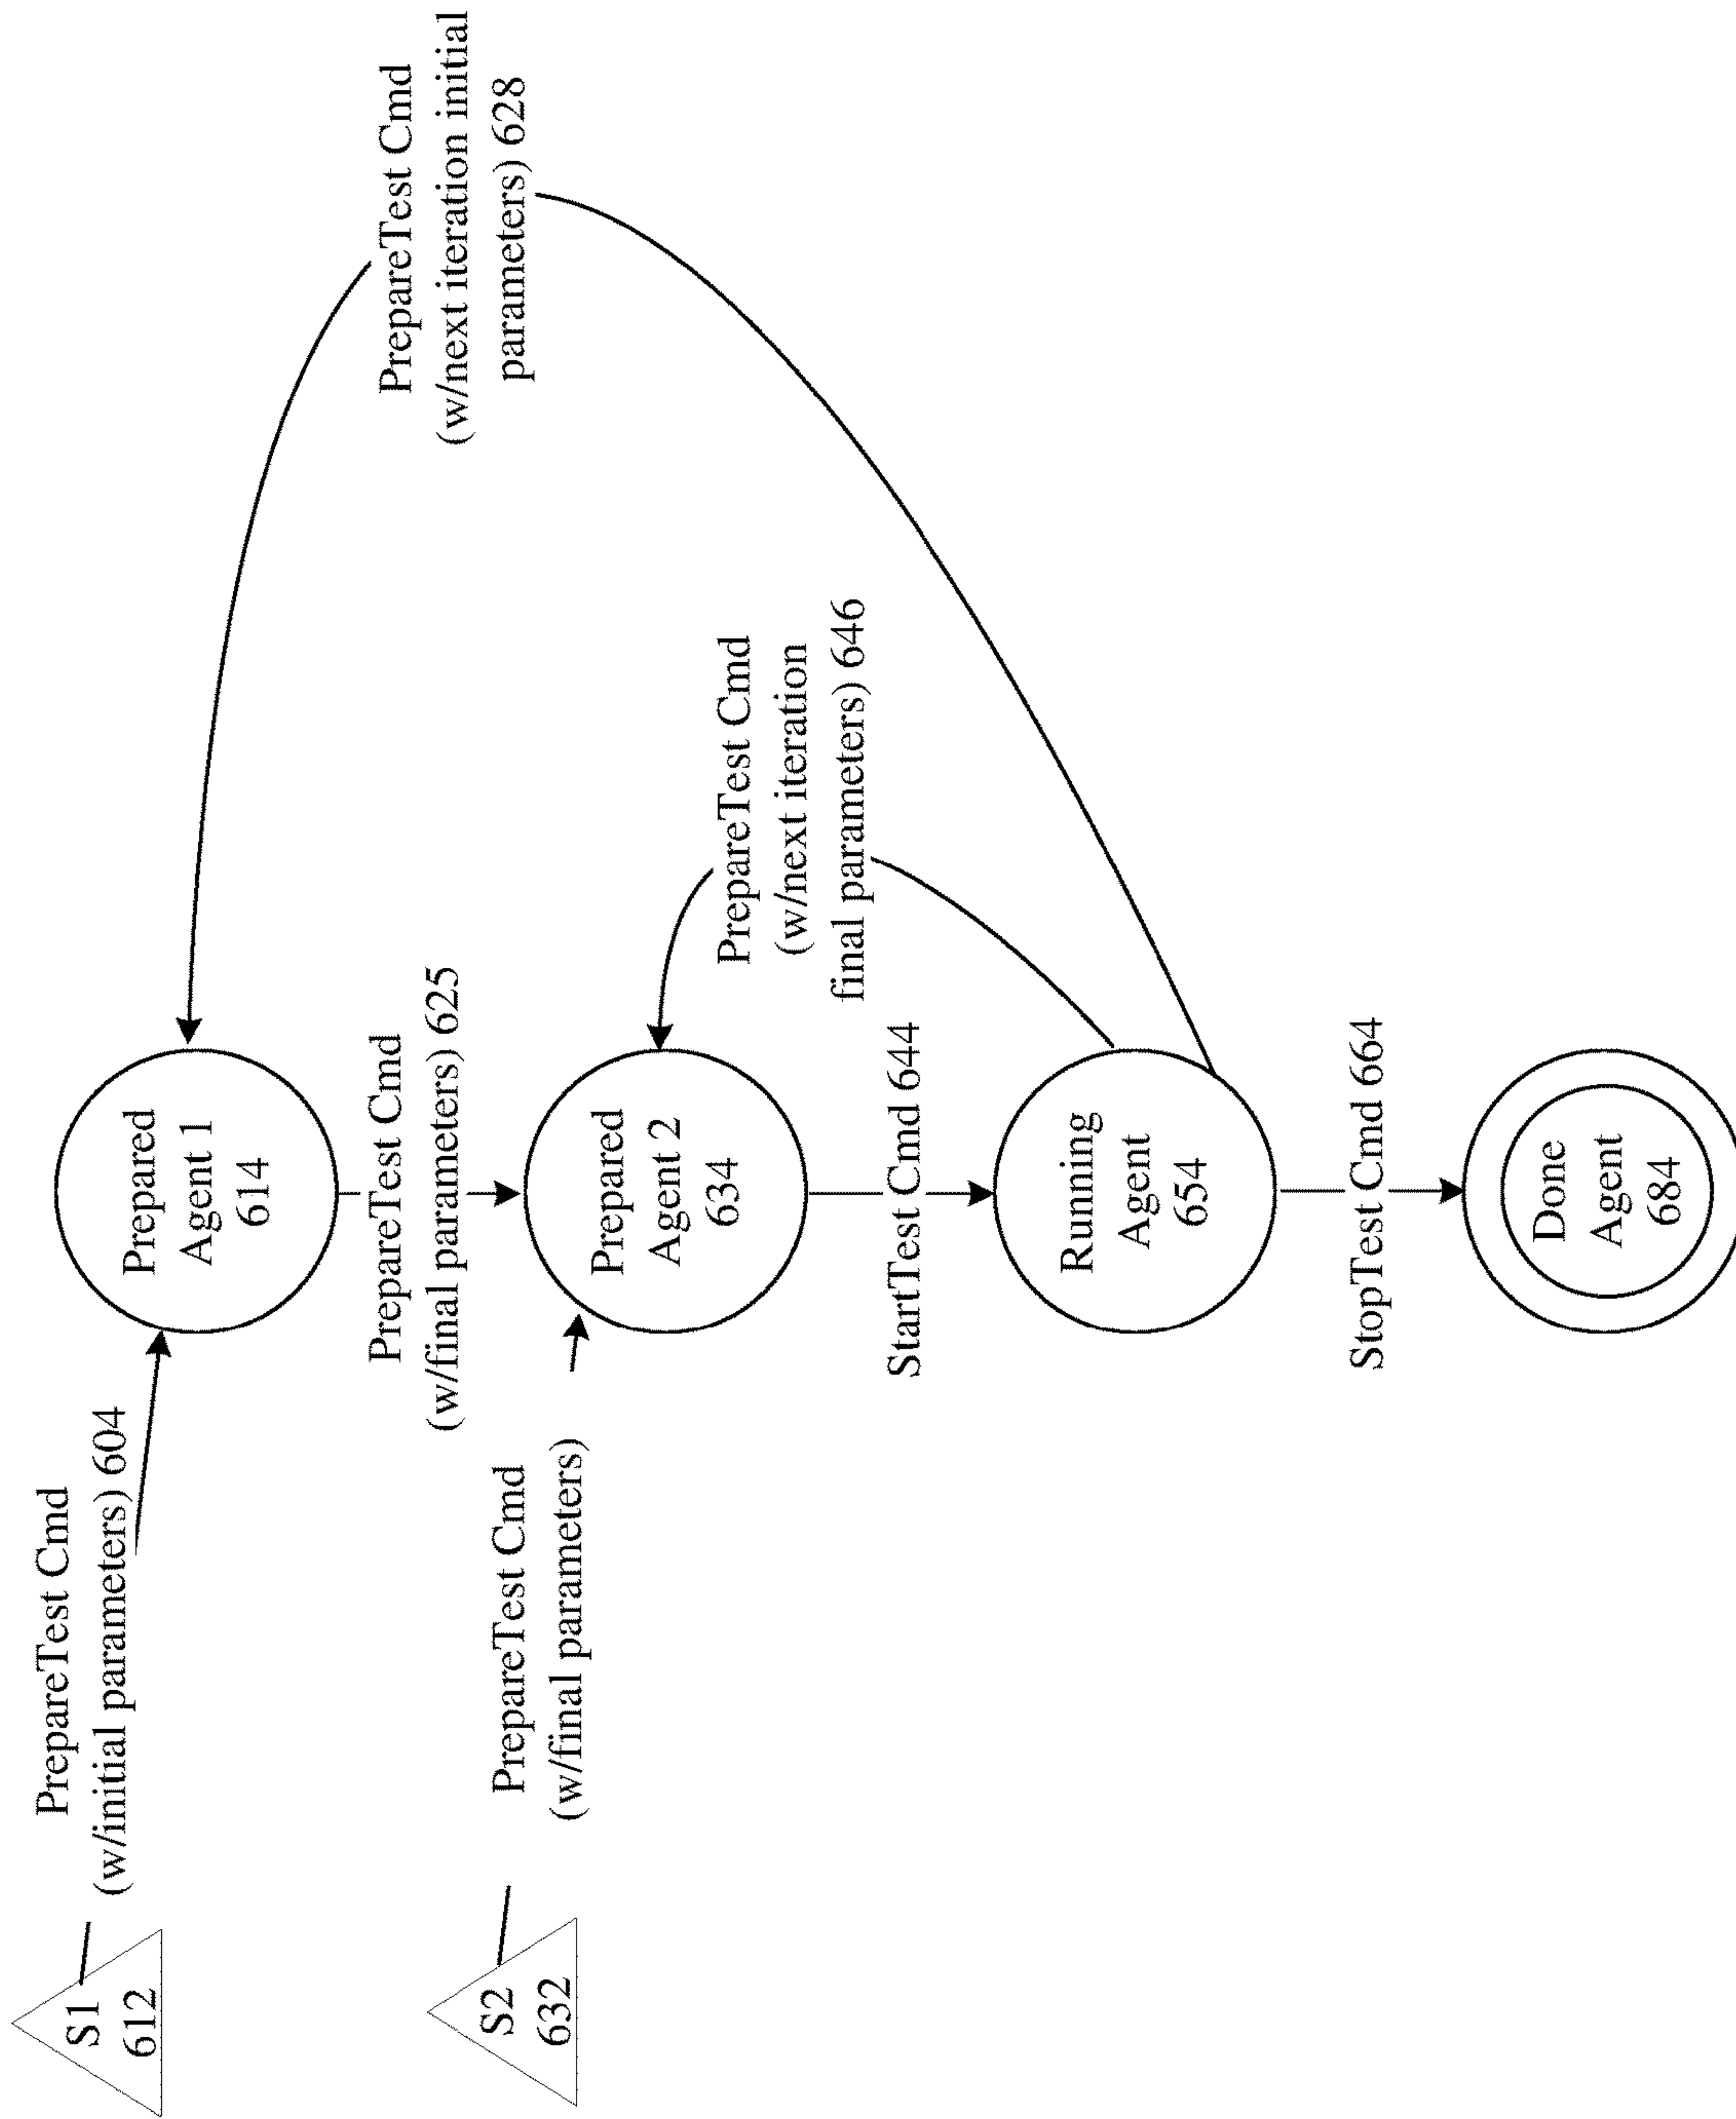 S1
612
PrepareTest Cmd
(w/initial parameters) 604
Prepared
Agent 1
614
PrepareTest Cmd
(w/next iteration initial
parameters) 628
PrepareTest Cmd
(w/final parameters) 625
S2
632
PrepareTest Cmd
(w/final parameters)
Prepared
Agent 2
634
PrepareTest Cmd
(w/next iteration
final parameters) 646
StartTest Cmd 644
Running
Agent
654
StopTest Cmd 664
Done
Agent
684